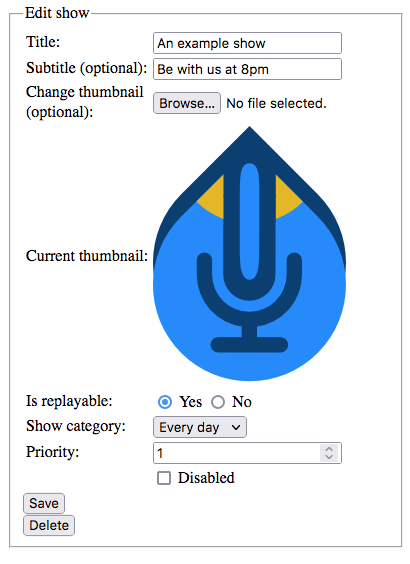 Edit show
Title: An example show
Subtitle (optional): Be with us at 8pm
Change thumbnail
(optional): Browse... No file selected.
Current thumbnail:
Is replayable: Yes No
Show category: Every day
Priority: 1
Disabled
Save
Delete